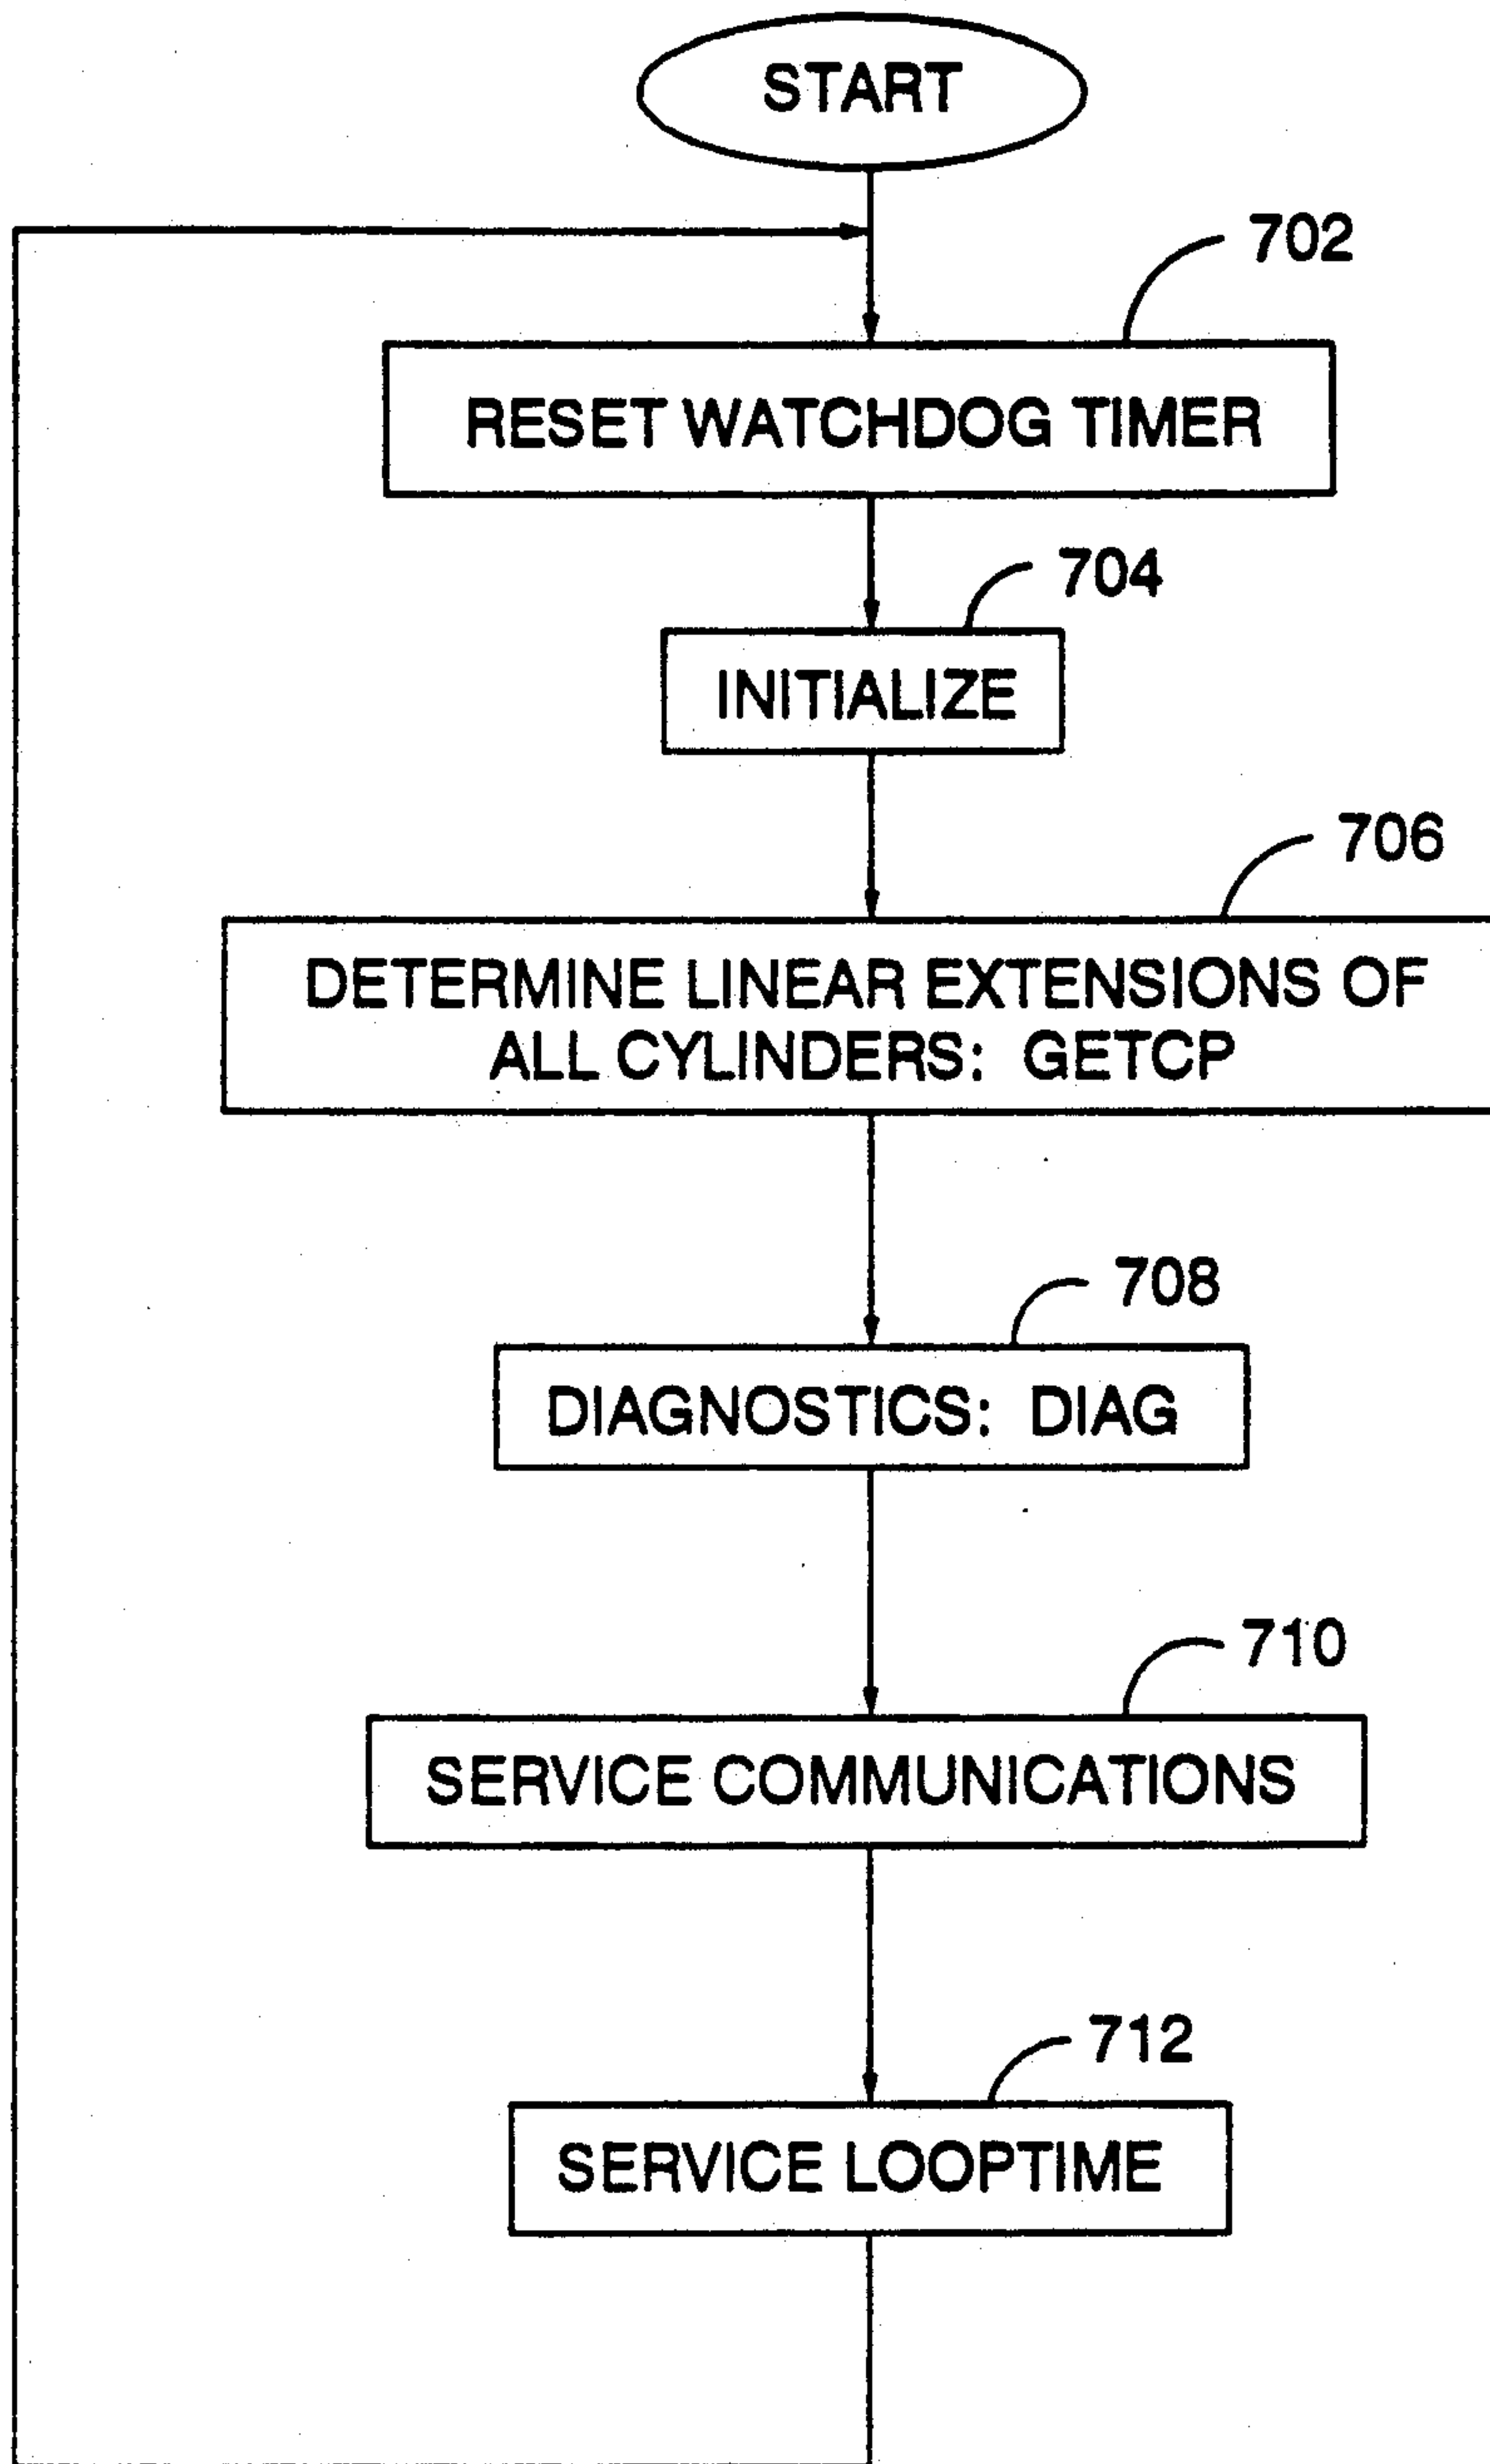 START
702
RESET WATCHDOG TIMER
704
INITIALIZE
706
DETERMINE LINEAR EXTENSIONS OF
ALL CYLINDERS: GETCP
708
DIAGNOSTICS: DIAG
710
SERVICE COMMUNICATIONS
712
SERVICE LOOPTIME